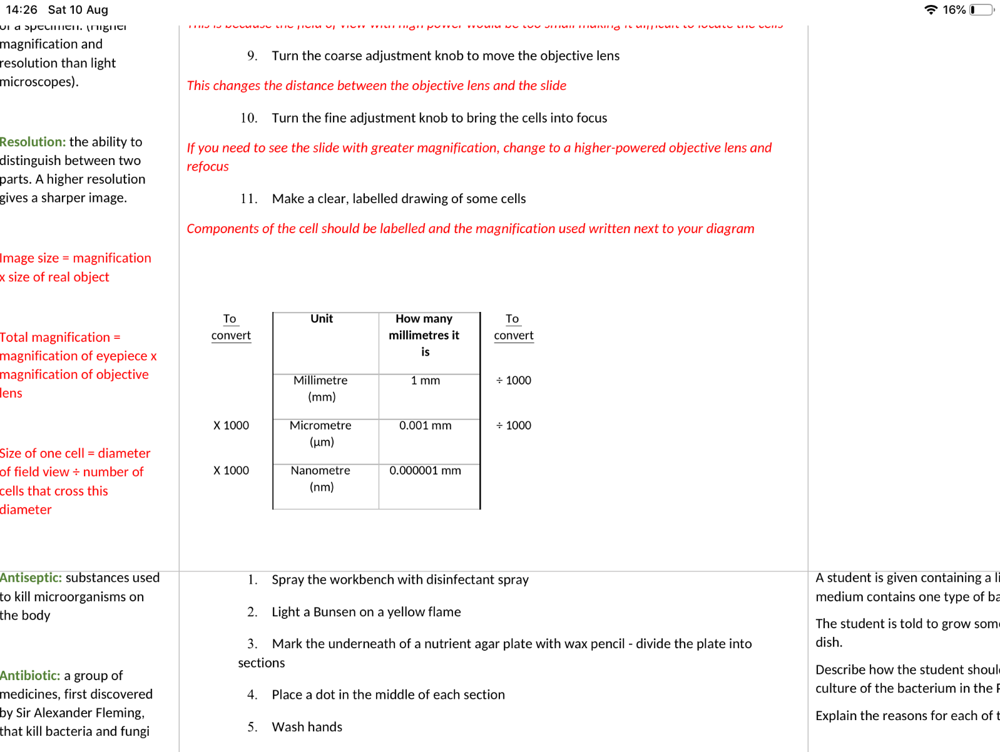 14:26 Sat 10 Aug
16%
of a specimen. (Higher
magnification and
resolution than light
microscopes).
Resolution: the ability to
distinguish between two
parts. A higher resolution
gives a sharper image.
Image size = magnification
x size of real object
Total magnification =
magnification of eyepiece x
magnification of objective
lens
Size of one cell = diameter
of field view ÷ number of
cells that cross this
diameter
This is because the field of view with high power would be too small making it difficult to locate the cells
9. Turn the coarse adjustment knob to move the objective lens
This changes the distance between the objective lens and the slide
10. Turn the fine adjustment knob to bring the cells into focus
If you need to see the slide with greater magnification, change to a higher-powered objective lens and
refocus
11. Make a clear, labelled drawing of some cells
Components of the cell should be labelled and the magnification used written next to your diagram
To
convert
Unit
How many
millimetres it
is
To
convert
Millimetre
(mm)
1 mm
÷ 1000
X 1000
Micrometre
(μm)
0.001 mm
÷ 1000
X 1000
Nanometre
(nm)
0.000001 mm
Antiseptic: substances used
to kill microorganisms on
the body
Antibiotic: a group of
medicines, first discovered
by Sir Alexander Fleming,
that kill bacteria and fungi
1. Spray the workbench with disinfectant spray
2. Light a Bunsen on a yellow flame
3. Mark the underneath of a nutrient agar plate with wax pencil - divide the plate into
sections
4. Place a dot in the middle of each section
5. Wash hands
A student is given containing a li
medium contains one type of ba
The student is told to grow som
dish.
Describe how the student shoul
culture of the bacterium in the P
Explain the reasons for each of t